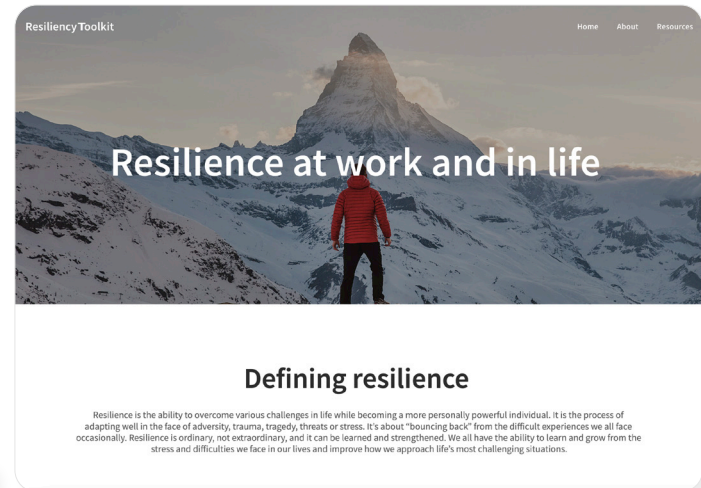 Resiliency Toolkit
Home About Resources
Resilience at work and in life
Defining resilience
Resilience is the ability to overcome various challenges in life while becoming a more personally powerful individual. It is the process of
adapting well in the face of adversity, trauma, tragedy, threats or stress. It's about “bouncing back” from the difficult experiences we all face
occasionally. Resilience is ordinary, not extraordinary, and it can be learned and strengthened. We all have the ability to learn and grow from the
stress and difficulties we face in our lives and improve how we approach life's most challenging situations.